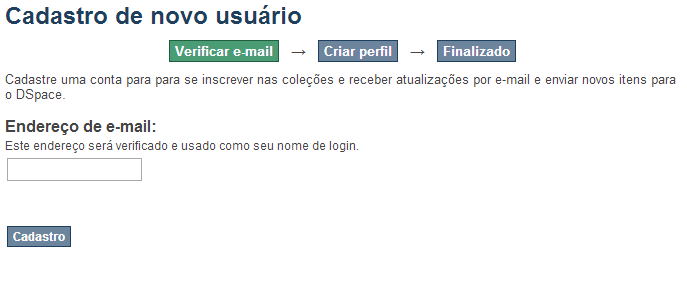 Cadastro de novo usuário
Verificar e-mail → Criar perfil → Finalizado
Cadastre uma conta para para se inscrever nas coleções e receber atualizações por e-mail e enviar novos itens para
o DSpace.
Endereço de e-mail:
Este endereço será verificado e usado como seu nome de login.
Cadastro